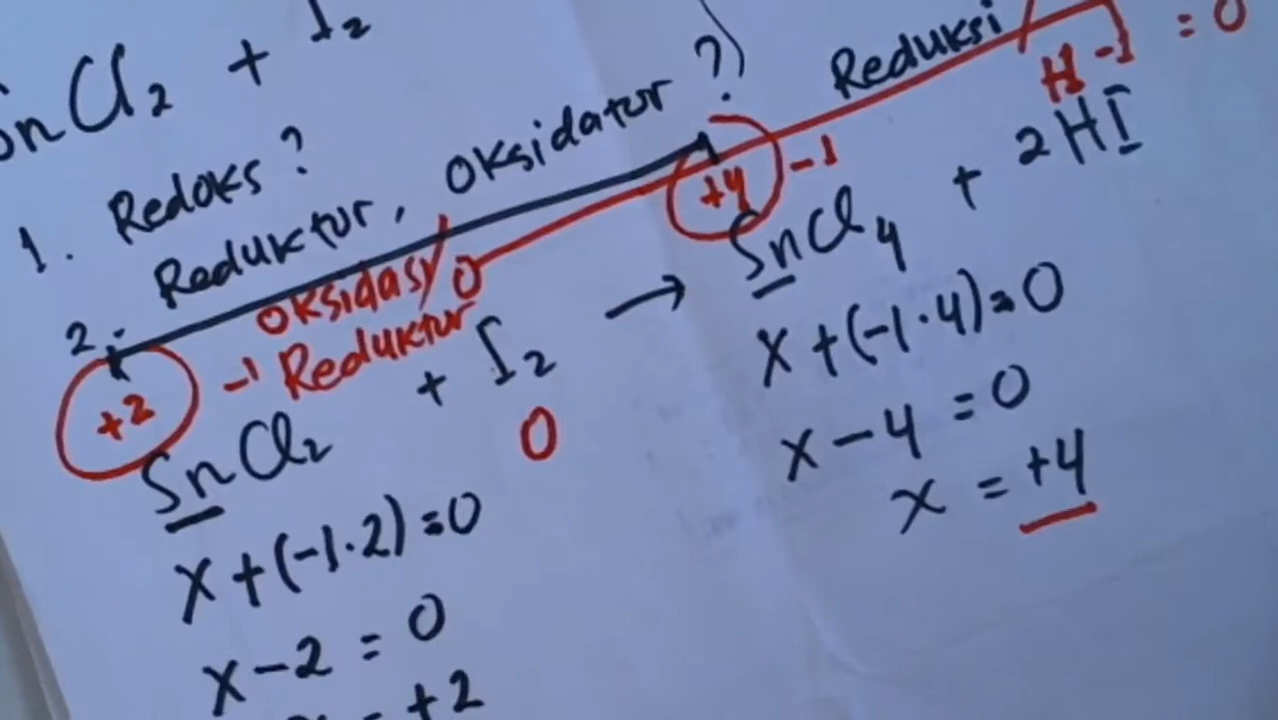 SnCl₂ + I₂
1. Redoks?
2. Reduktor, Oksidator?)
Reduksi/
H -1 = 0
Oksidasi/ 0 +4 -1
+2 -1 Reduktor
SnCl₂ + I₂ → SnCl₄ + 2HI
0
x + (-1.2) = 0
x - 2 = 0
= +2
x + (-1.4) = 0
x - 4 = 0
x = +4